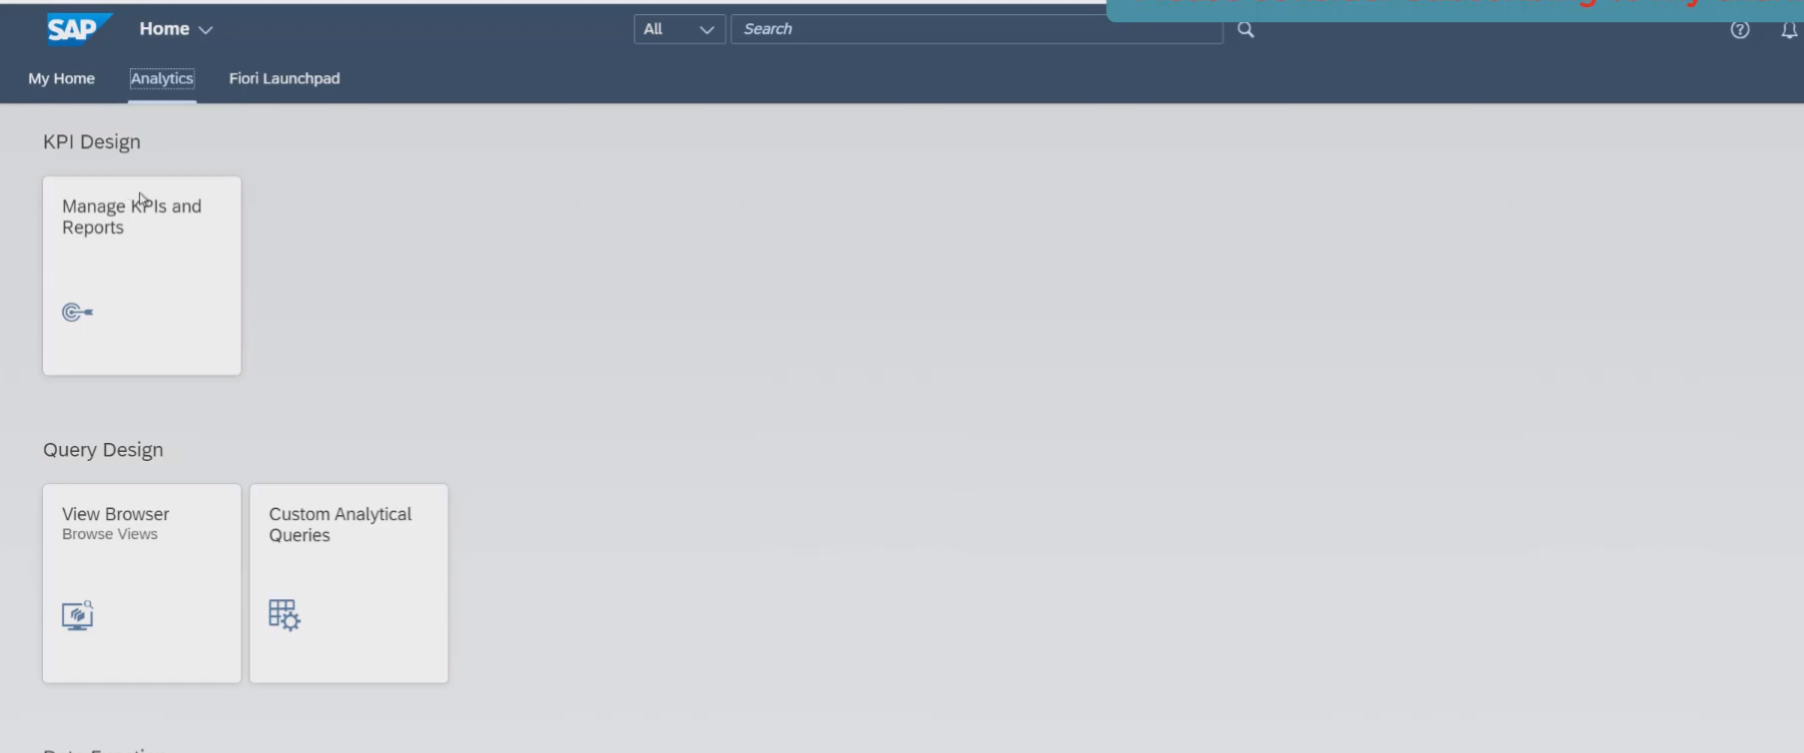 SAP
Home
All
Search
My Home
Analytics
Fiori Launchpad
KPI Design
Manage KPIs and
Reports
Query Design
View Browser
Browse Views
Custom Analytical
Queries